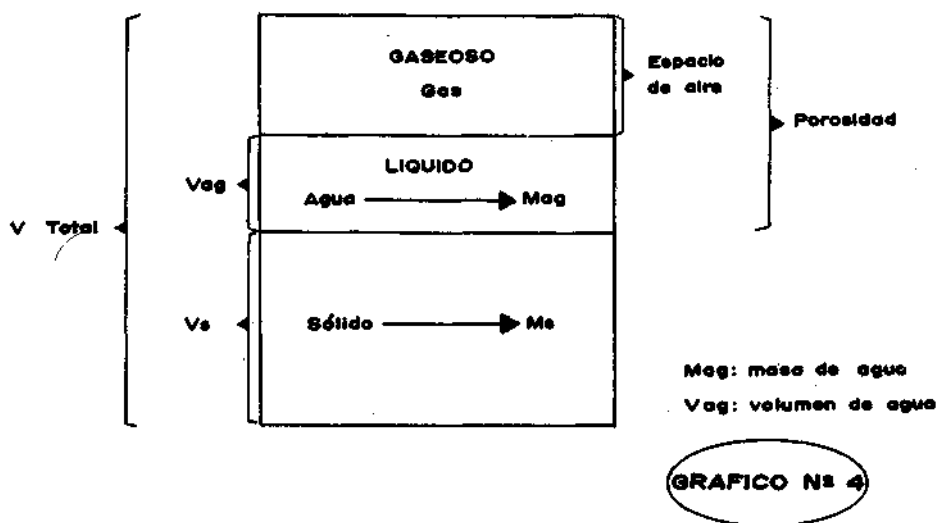 GASEOSO
Gas
Espacio
de aire
Porosidad
LIQUIDO
Agua
Mag
Vag
V Total
Vs
Sólido
Ms
Mag: masa de agua
Vag: volumen de agua
GRAFICO Nº 4